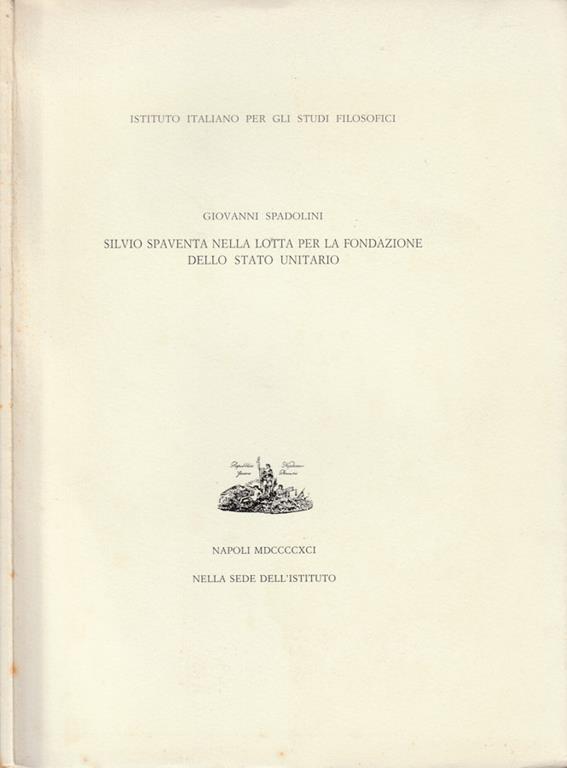 ISTITUTO ITALIANO PER GLI STUDI FILOSOFICI
GIOVANNI SPADOLINI
SILVIO SPAVENTA NELLA LOTTA PER LA FONDAZIONE
DELLO STATO UNITARIO
NAPOLI MDCCCCXCI
NELLA SEDE DELL'ISTITUTO